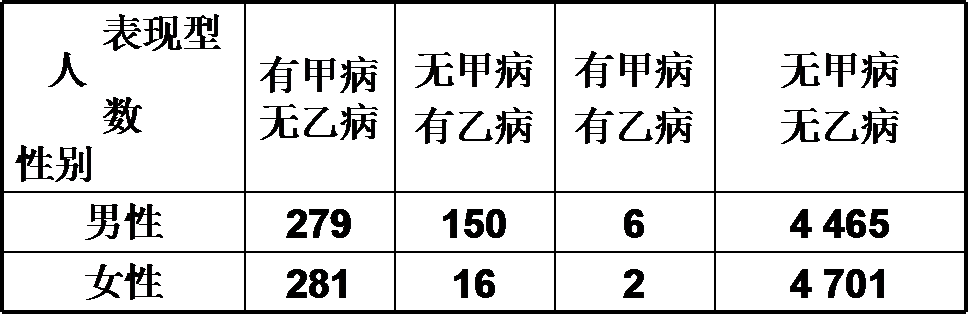 表现型
人
数
性别
有甲病
无乙病
无甲病
有乙病
有甲病
有乙病
无甲病
无乙病
男性 279 150 6 4 465
女性 281 16 2 4 701